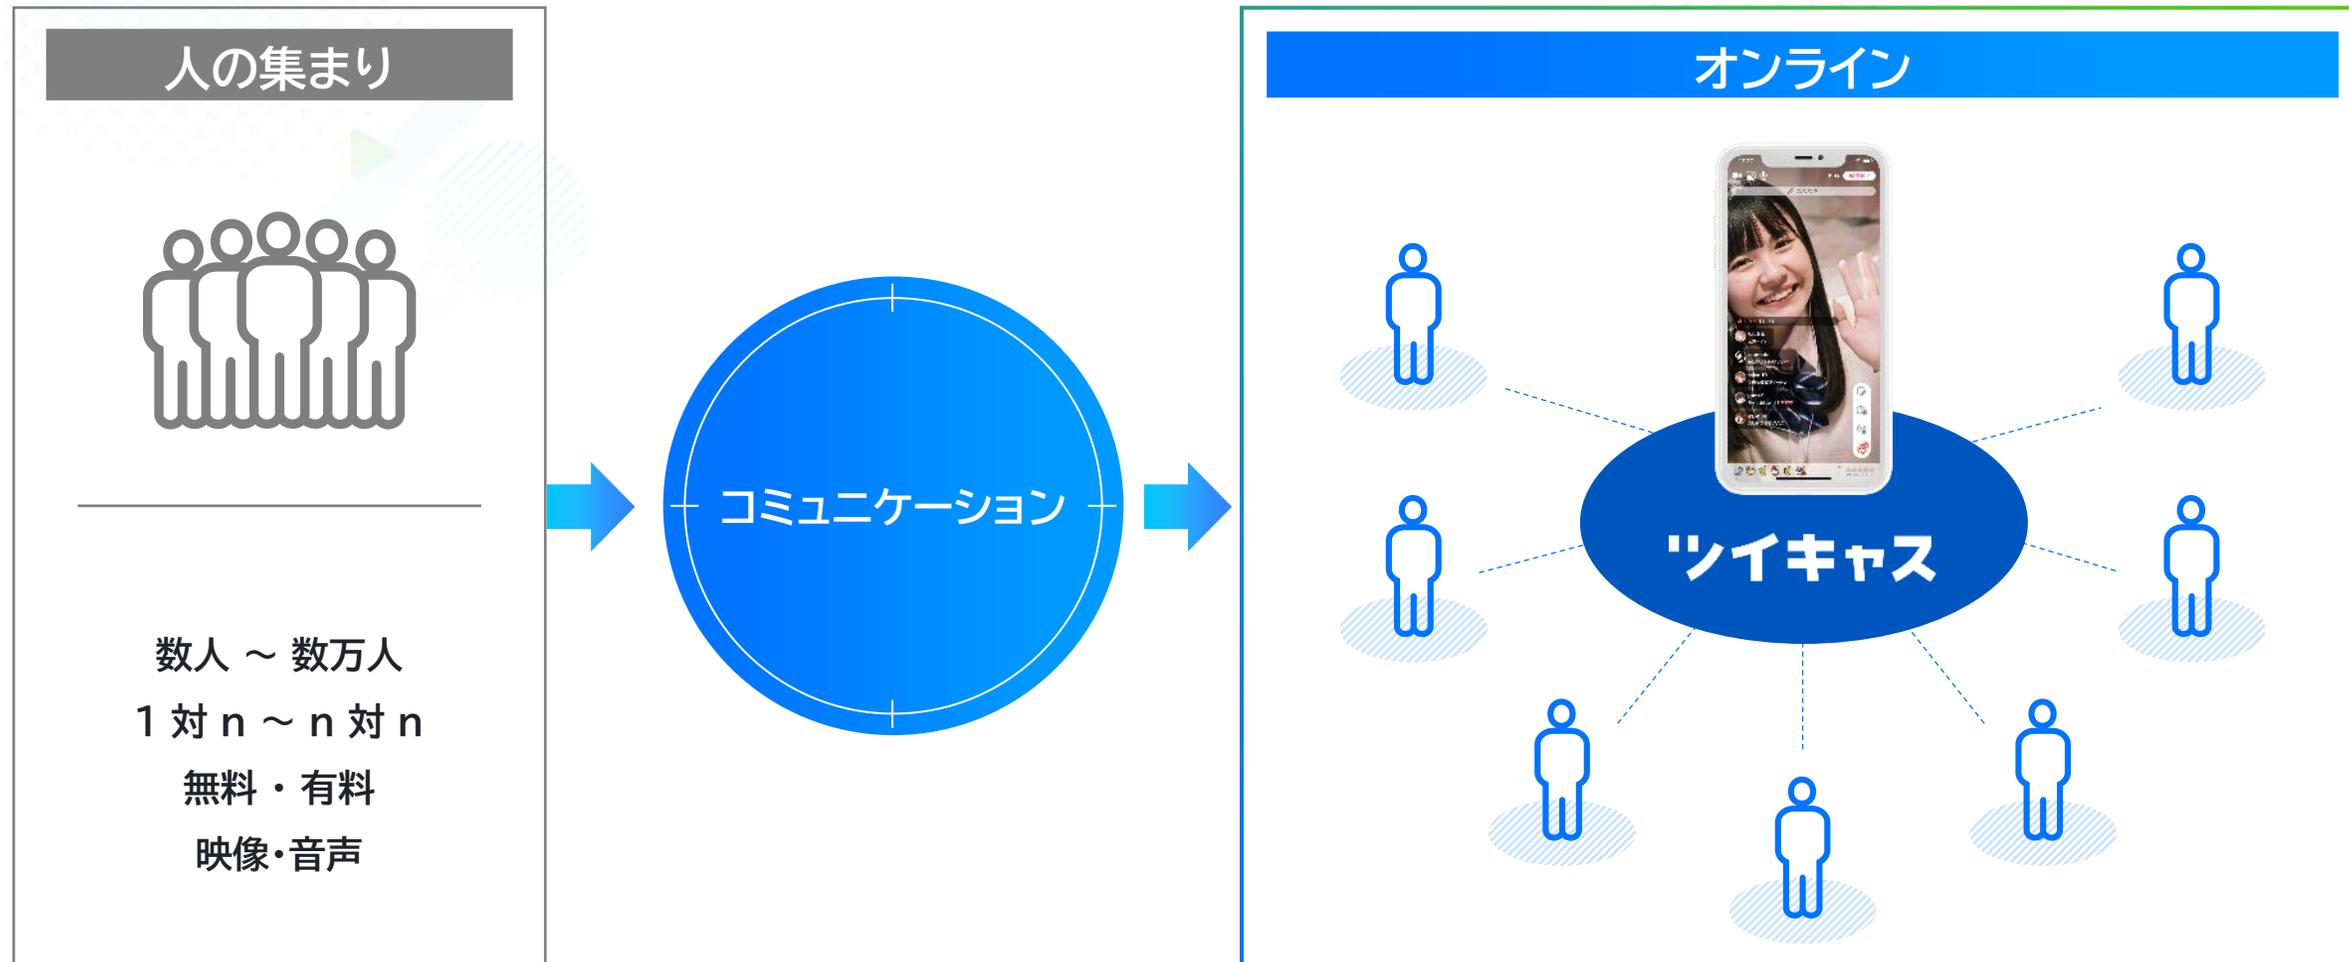 人の集まり
数人 ～ 数万人
1 対 n ～ n 対 n
無料 ・ 有料
映像・音声
コミュニケーション
オンライン
ツイキャス